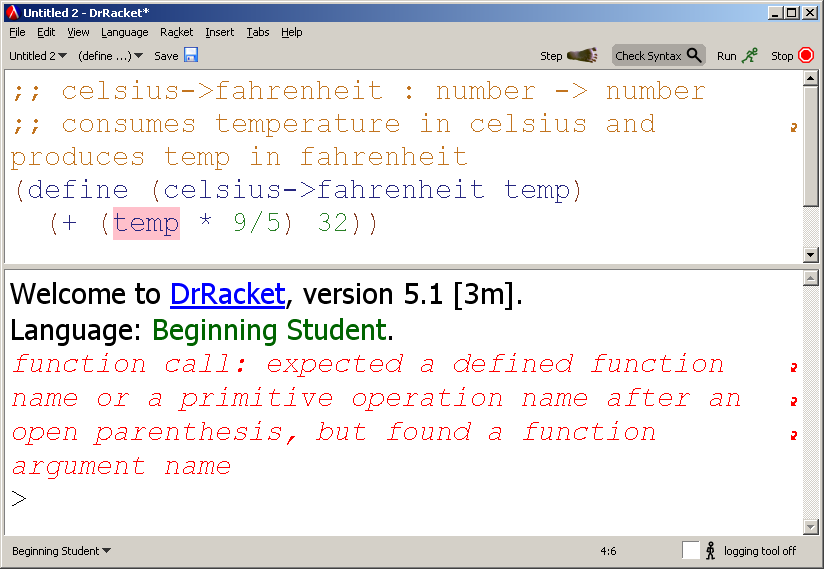 Untitled 2 - DrRacket*
File Edit View Language Racket Insert Tabs Help
Untitled 2 (define ...) Save Step Check Syntax Run Stop
;; celsius->fahrenheit : number -> number
;; consumes temperature in celsius and
produces temp in fahrenheit
(define (celsius->fahrenheit temp)
(+ (temp * 9/5) 32))
Welcome to DrRacket, version 5.1 [3m].
Language: Beginning Student.
function call: expected a defined function
name or a primitive operation name after an
open parenthesis, but found a function
argument name
>
Beginning Student 4:6 logging tool off